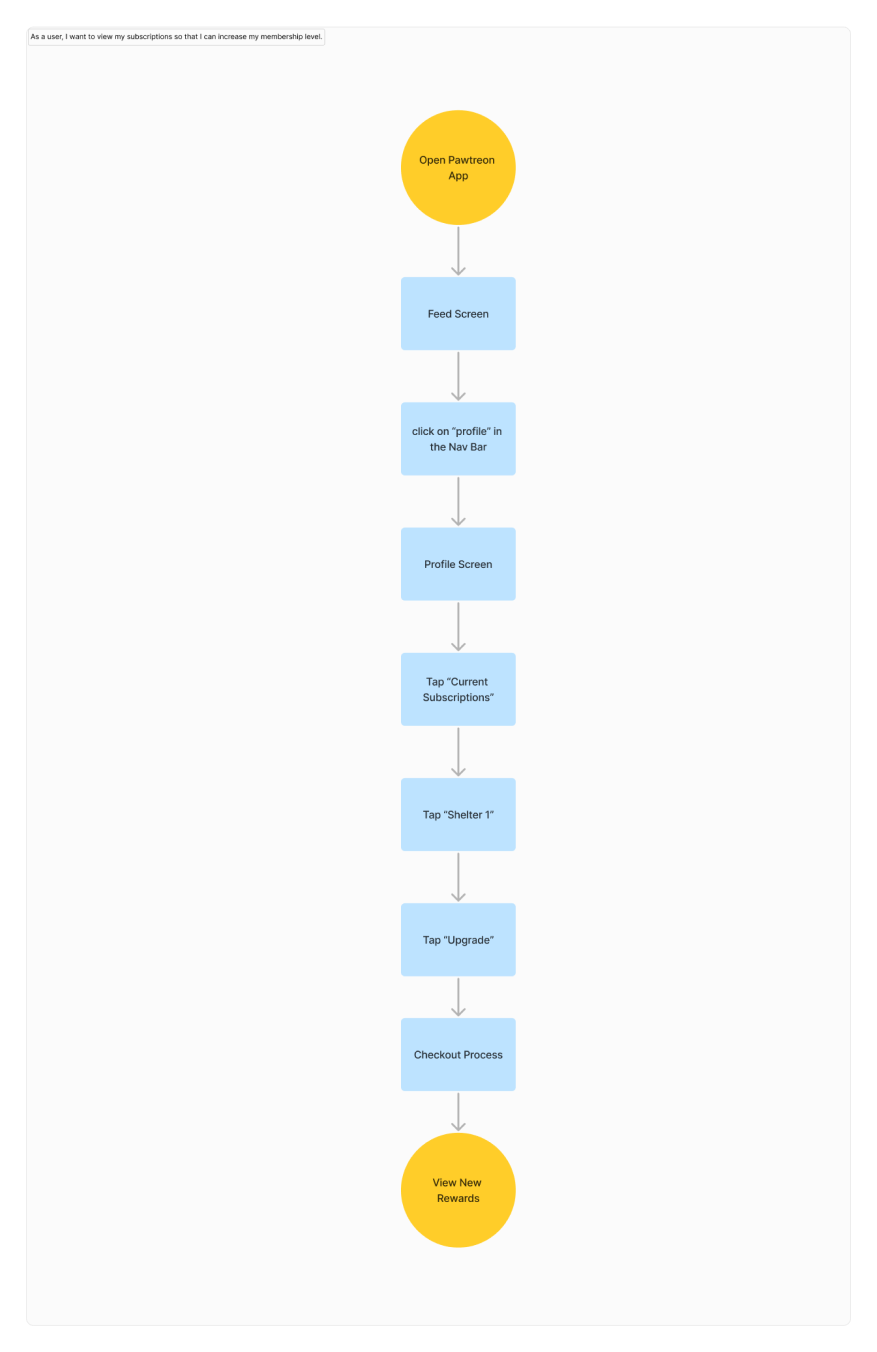 As a user, I want to view my subscriptions so that I can increase my membership level.
Open Pawtreon
App
Feed Screen
click on “profile” in
the Nav Bar
Profile Screen
Tap “Current
Subscriptions”
Tap “Shelter 1”
Tap “Upgrade”
Checkout Process
View New
Rewards